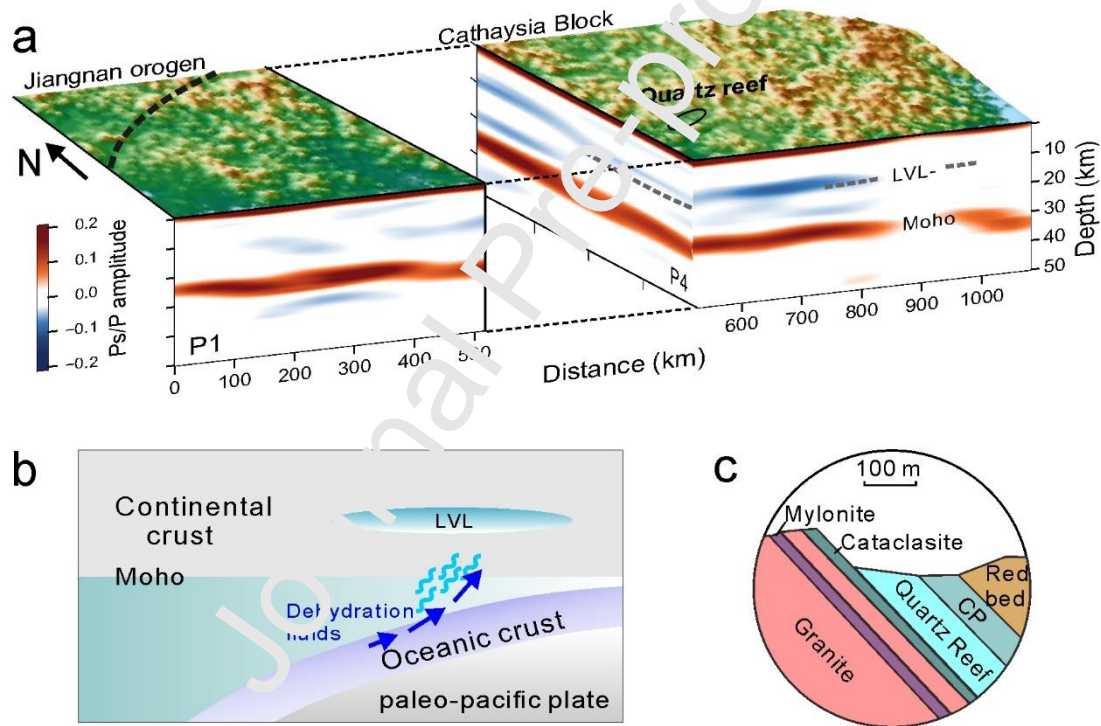 a
Jiangnan orogen
Cathaysia Block
Quartz reef
N
LVL-
Moho
10
20
30
40
50
Depth (km)
0.2
0.1
0.0
−0.1
−0.2
Ps/P amplitude
P1
P4
0
100
200
300
400
600
700
800
900
1000
Distance (km)
b
Continental
crust
LVL
Moho
Dehydration
Oceanic crust
paleo-pacific plate
c
100 m
Mylonite
Cataclasite
Red
bed
CP
Quartz Reef
Granite